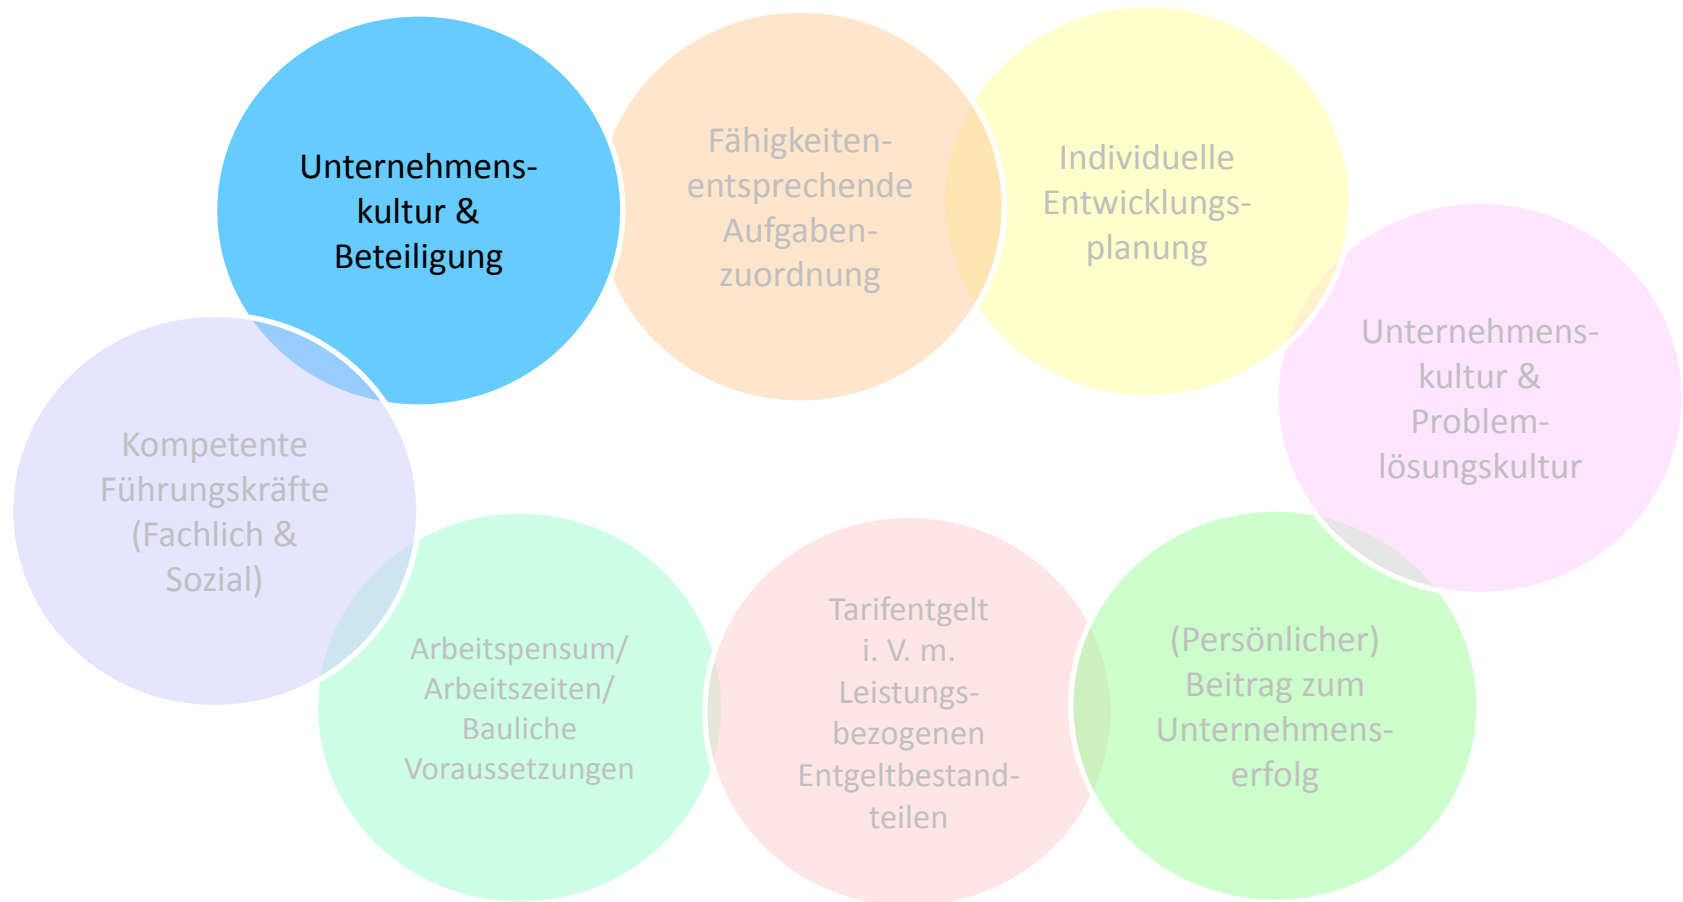 Unternehmens-
kultur &
Beteiligung
Fähigkeiten-
entsprechende
Aufgaben-
zuordnung
Individuelle
Entwicklungs-
planung
Unternehmens-
kultur &
Problem-
lösungskultur
Kompetente
Führungskräfte
(Fachlich &
Sozial)
Arbeitspensum/
Arbeitszeiten/
Bauliche
Voraussetzungen
Tarifentgelt
i. V. m.
Leistungs-
bezogenen
Entgeltbestand-
teilen
(Persönlicher)
Beitrag zum
Unternehmens-
erfolg